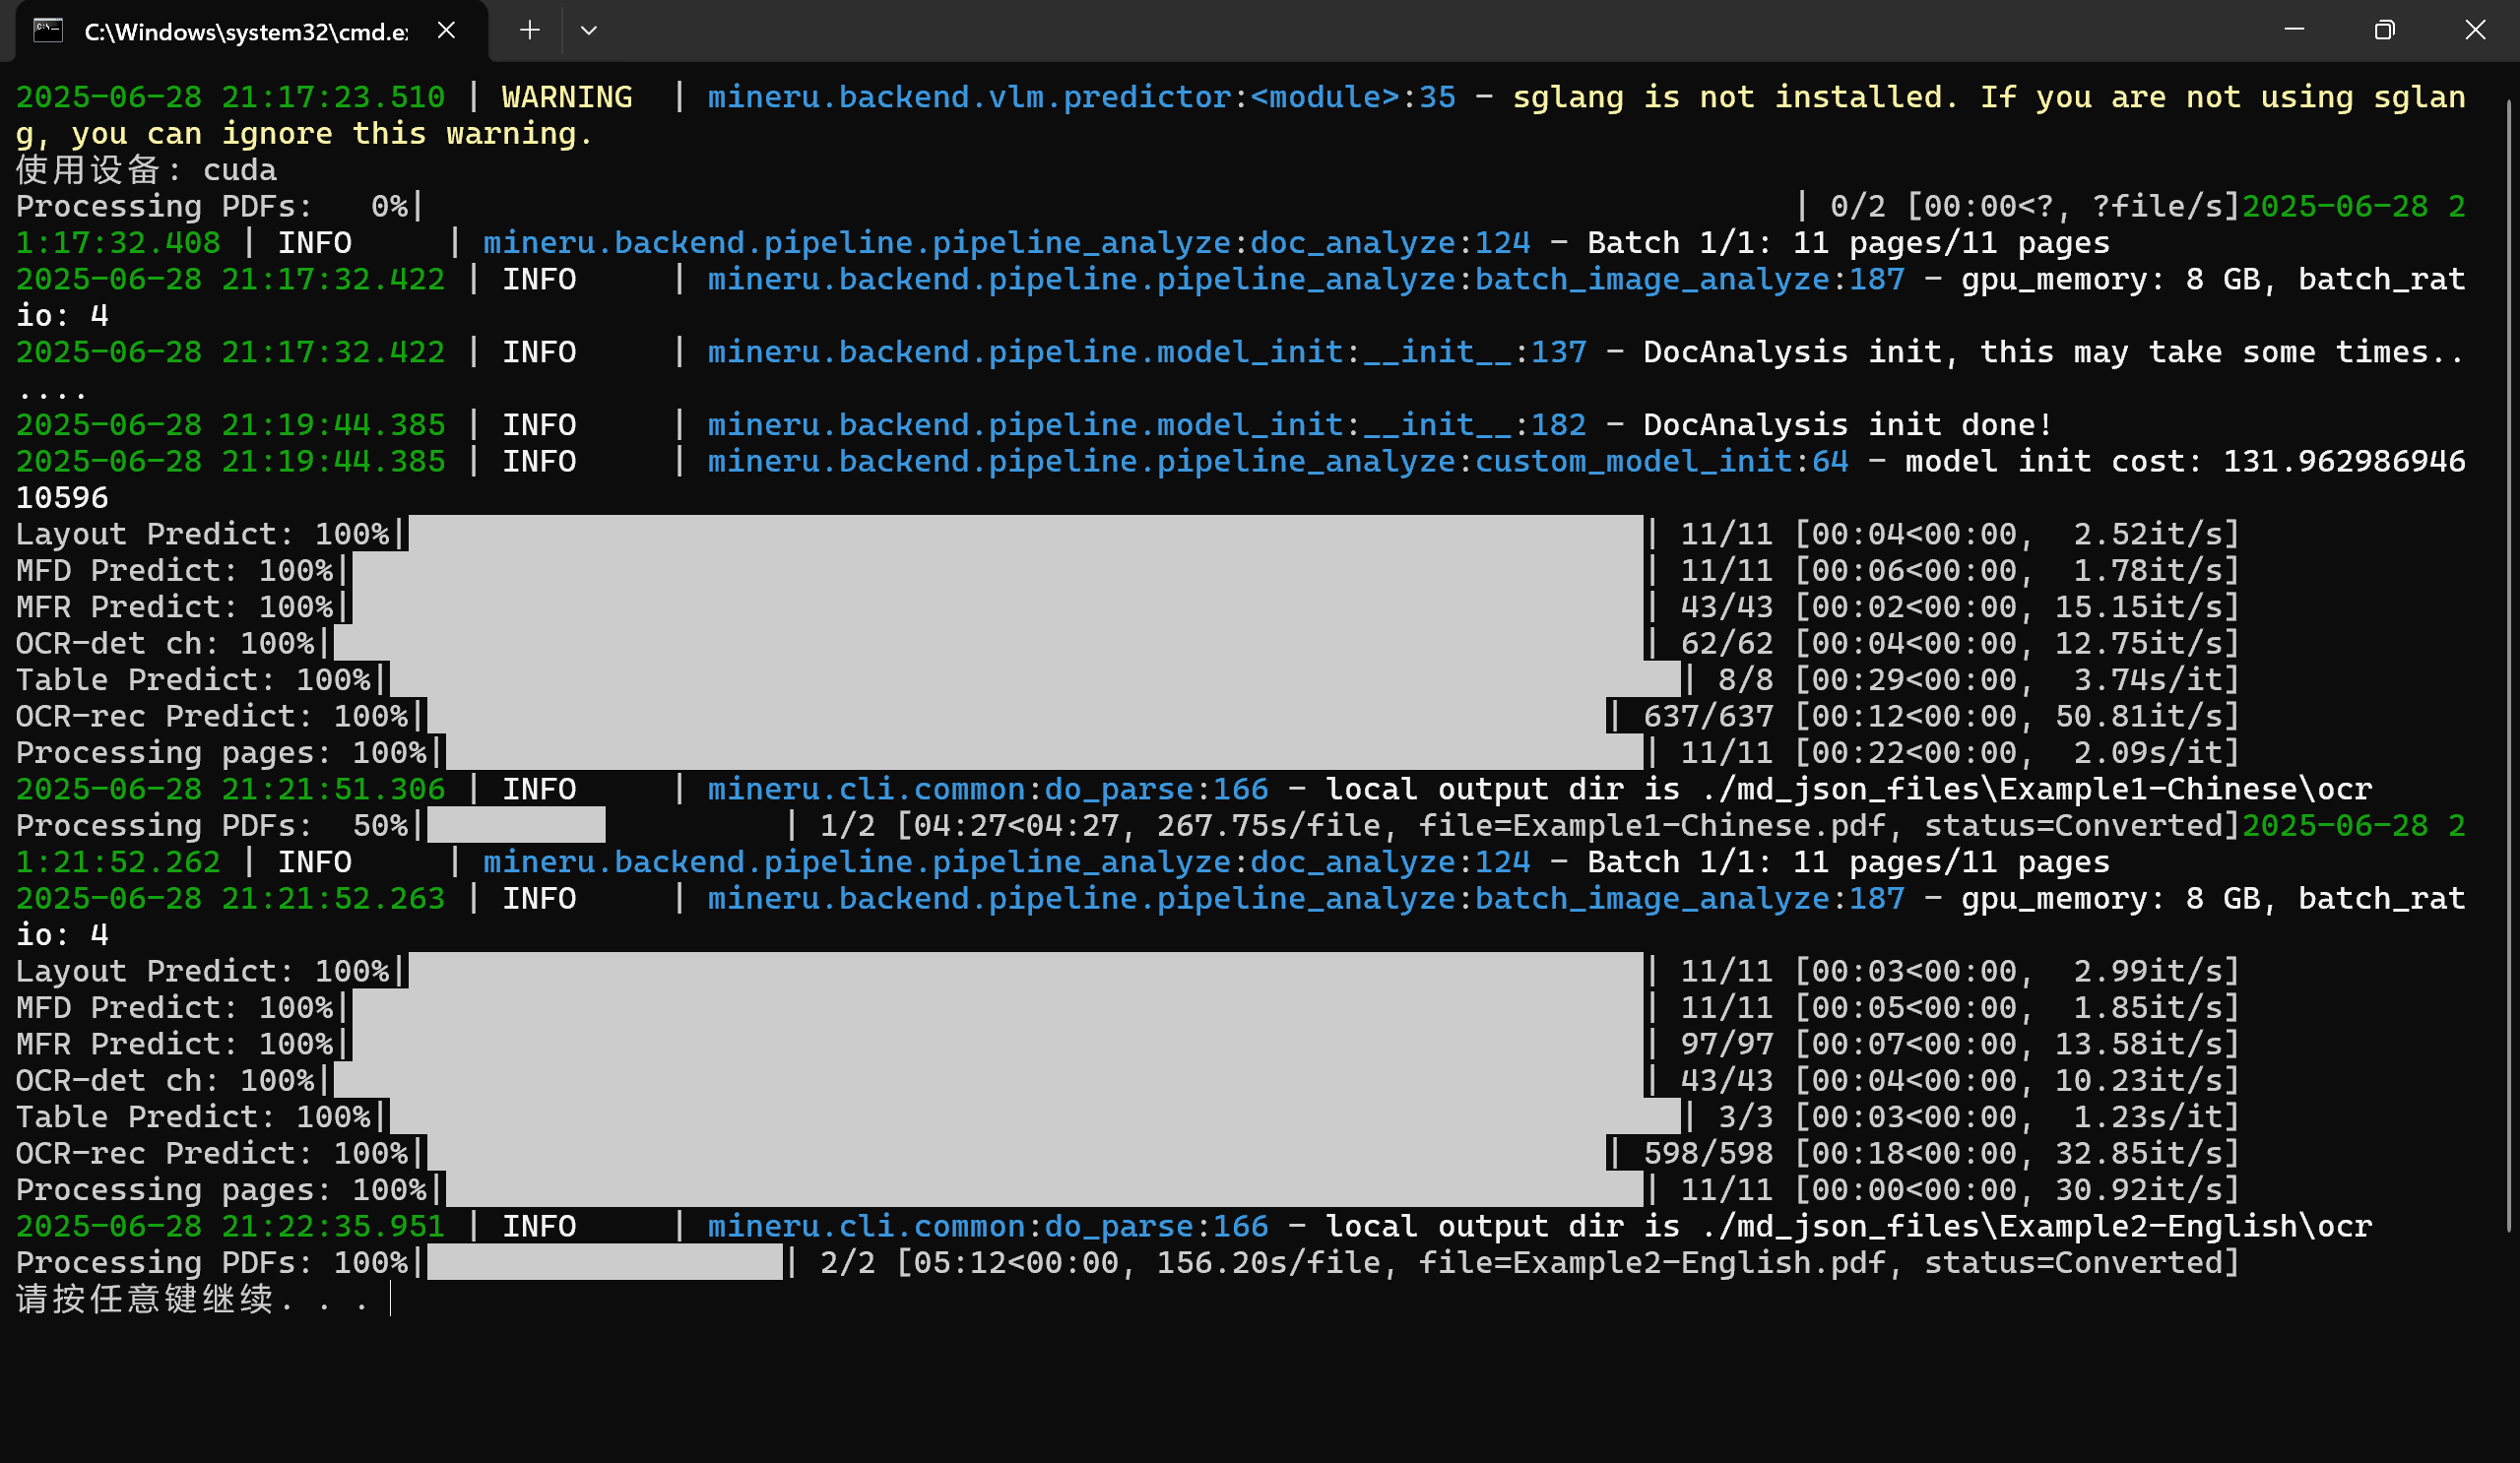 C:\Windows\system32\cmd.e
2025-06-28 21:17:23.510 | WARNING  | mineru.backend.vlm.predictor:<module>:35 - sglang is not installed. If you are not using sglan
g, you can ignore this warning.
使用设备: cuda
Processing PDFs:   0%|          | 0/2 [00:00<?, ?file/s]2025-06-28 2
1:17:32.408 | INFO     | mineru.backend.pipeline.pipeline_analyze:doc_analyze:124 - Batch 1/1: 11 pages/11 pages
2025-06-28 21:17:32.422 | INFO     | mineru.backend.pipeline.pipeline_analyze:batch_image_analyze:187 - gpu_memory: 8 GB, batch_rat
io: 4
2025-06-28 21:17:32.422 | INFO     | mineru.backend.pipeline.model_init:__init__:137 - DocAnalysis init, this may take some times..
....
2025-06-28 21:19:44.385 | INFO     | mineru.backend.pipeline.model_init:__init__:182 - DocAnalysis init done!
2025-06-28 21:19:44.385 | INFO     | mineru.backend.pipeline.pipeline_analyze:custom_model_init:64 - model init cost: 131.962986946
10596
Layout Predict: 100%| | 11/11 [00:04<00:00,  2.52it/s]
MFD Predict: 100%| | 11/11 [00:06<00:00,  1.78it/s]
MFR Predict: 100%| | 43/43 [00:02<00:00, 15.15it/s]
OCR-det ch: 100%| | 62/62 [00:04<00:00, 12.75it/s]
Table Predict: 100%| | 8/8 [00:29<00:00,  3.74s/it]
OCR-rec Predict: 100%| | 637/637 [00:12<00:00, 50.81it/s]
Processing pages: 100%| | 11/11 [00:22<00:00,  2.09s/it]
2025-06-28 21:21:51.306 | INFO     | mineru.cli.common:do_parse:166 - local output dir is ./md_json_files\Example1-Chinese\ocr
Processing PDFs:  50%| | 1/2 [04:27<04:27, 267.75s/file, file=Example1-Chinese.pdf, status=Converted]2025-06-28 2
1:21:52.262 | INFO     | mineru.backend.pipeline.pipeline_analyze:doc_analyze:124 - Batch 1/1: 11 pages/11 pages
2025-06-28 21:21:52.263 | INFO     | mineru.backend.pipeline.pipeline_analyze:batch_image_analyze:187 - gpu_memory: 8 GB, batch_rat
io: 4
Layout Predict: 100%| | 11/11 [00:03<00:00,  2.99it/s]
MFD Predict: 100%| | 11/11 [00:05<00:00,  1.85it/s]
MFR Predict: 100%| | 97/97 [00:07<00:00, 13.58it/s]
OCR-det ch: 100%| | 43/43 [00:04<00:00, 10.23it/s]
Table Predict: 100%| | 3/3 [00:03<00:00,  1.23s/it]
OCR-rec Predict: 100%| | 598/598 [00:18<00:00, 32.85it/s]
Processing pages: 100%| | 11/11 [00:00<00:00, 30.92it/s]
2025-06-28 21:22:35.951 | INFO     | mineru.cli.common:do_parse:166 - local output dir is ./md_json_files\Example2-English\ocr
Processing PDFs: 100%| | 2/2 [05:12<00:00, 156.20s/file, file=Example2-English.pdf, status=Converted]
请按任意键继续. . .